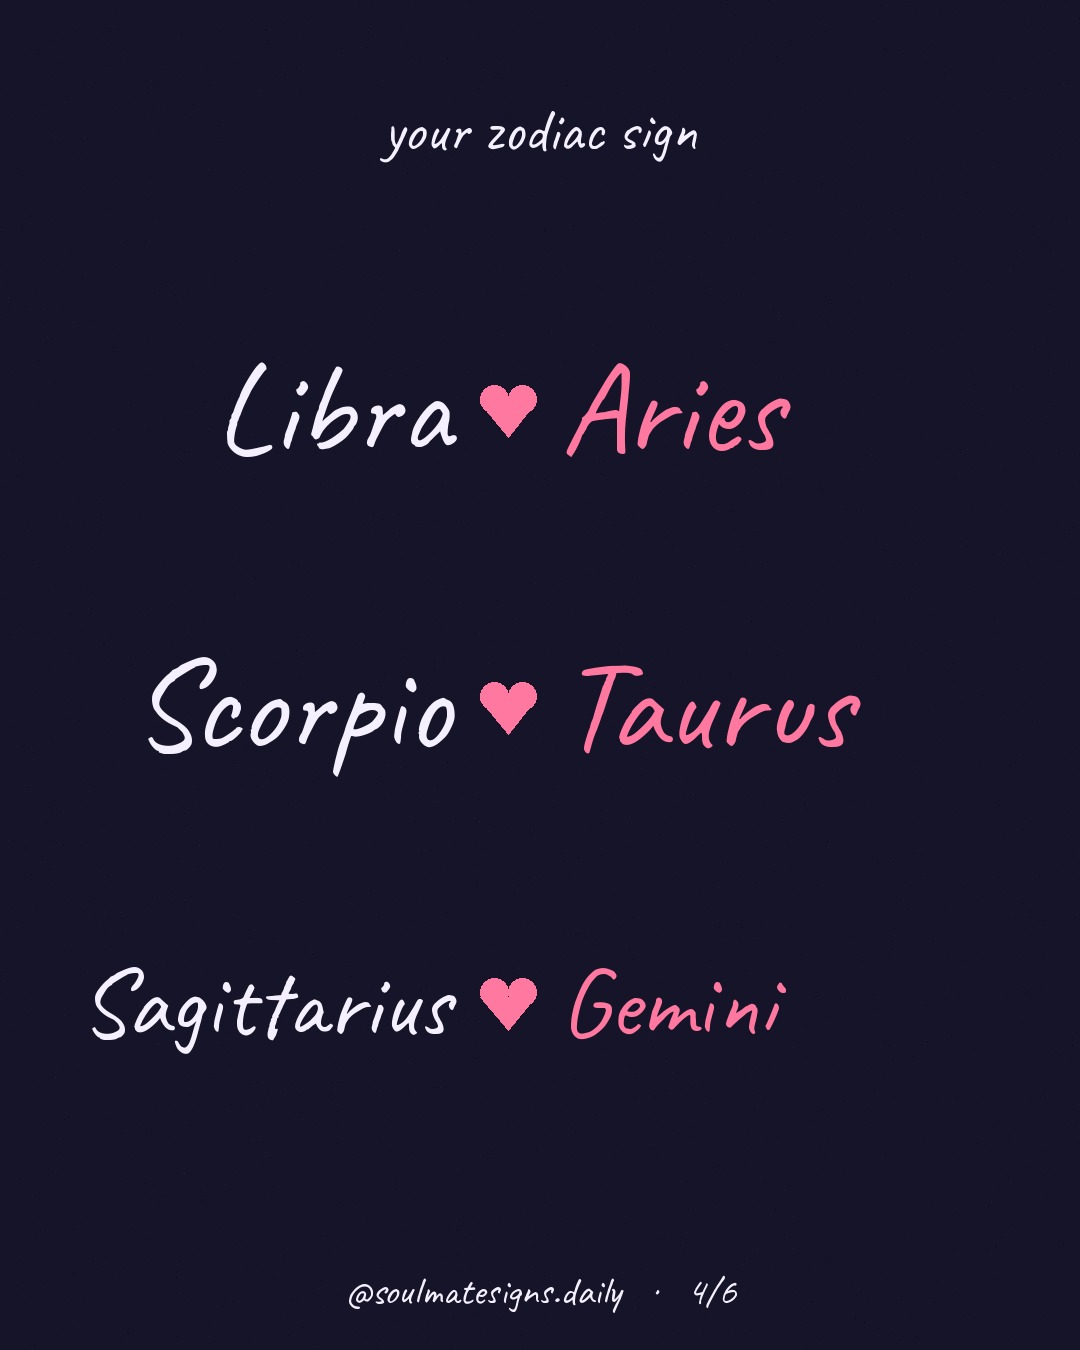 your zodiac sign
Libra ♥ Aries
Scorpio ♥ Taurus
Sagittarius ♥ Gemini
@soulmatesigns.daily · 4/6